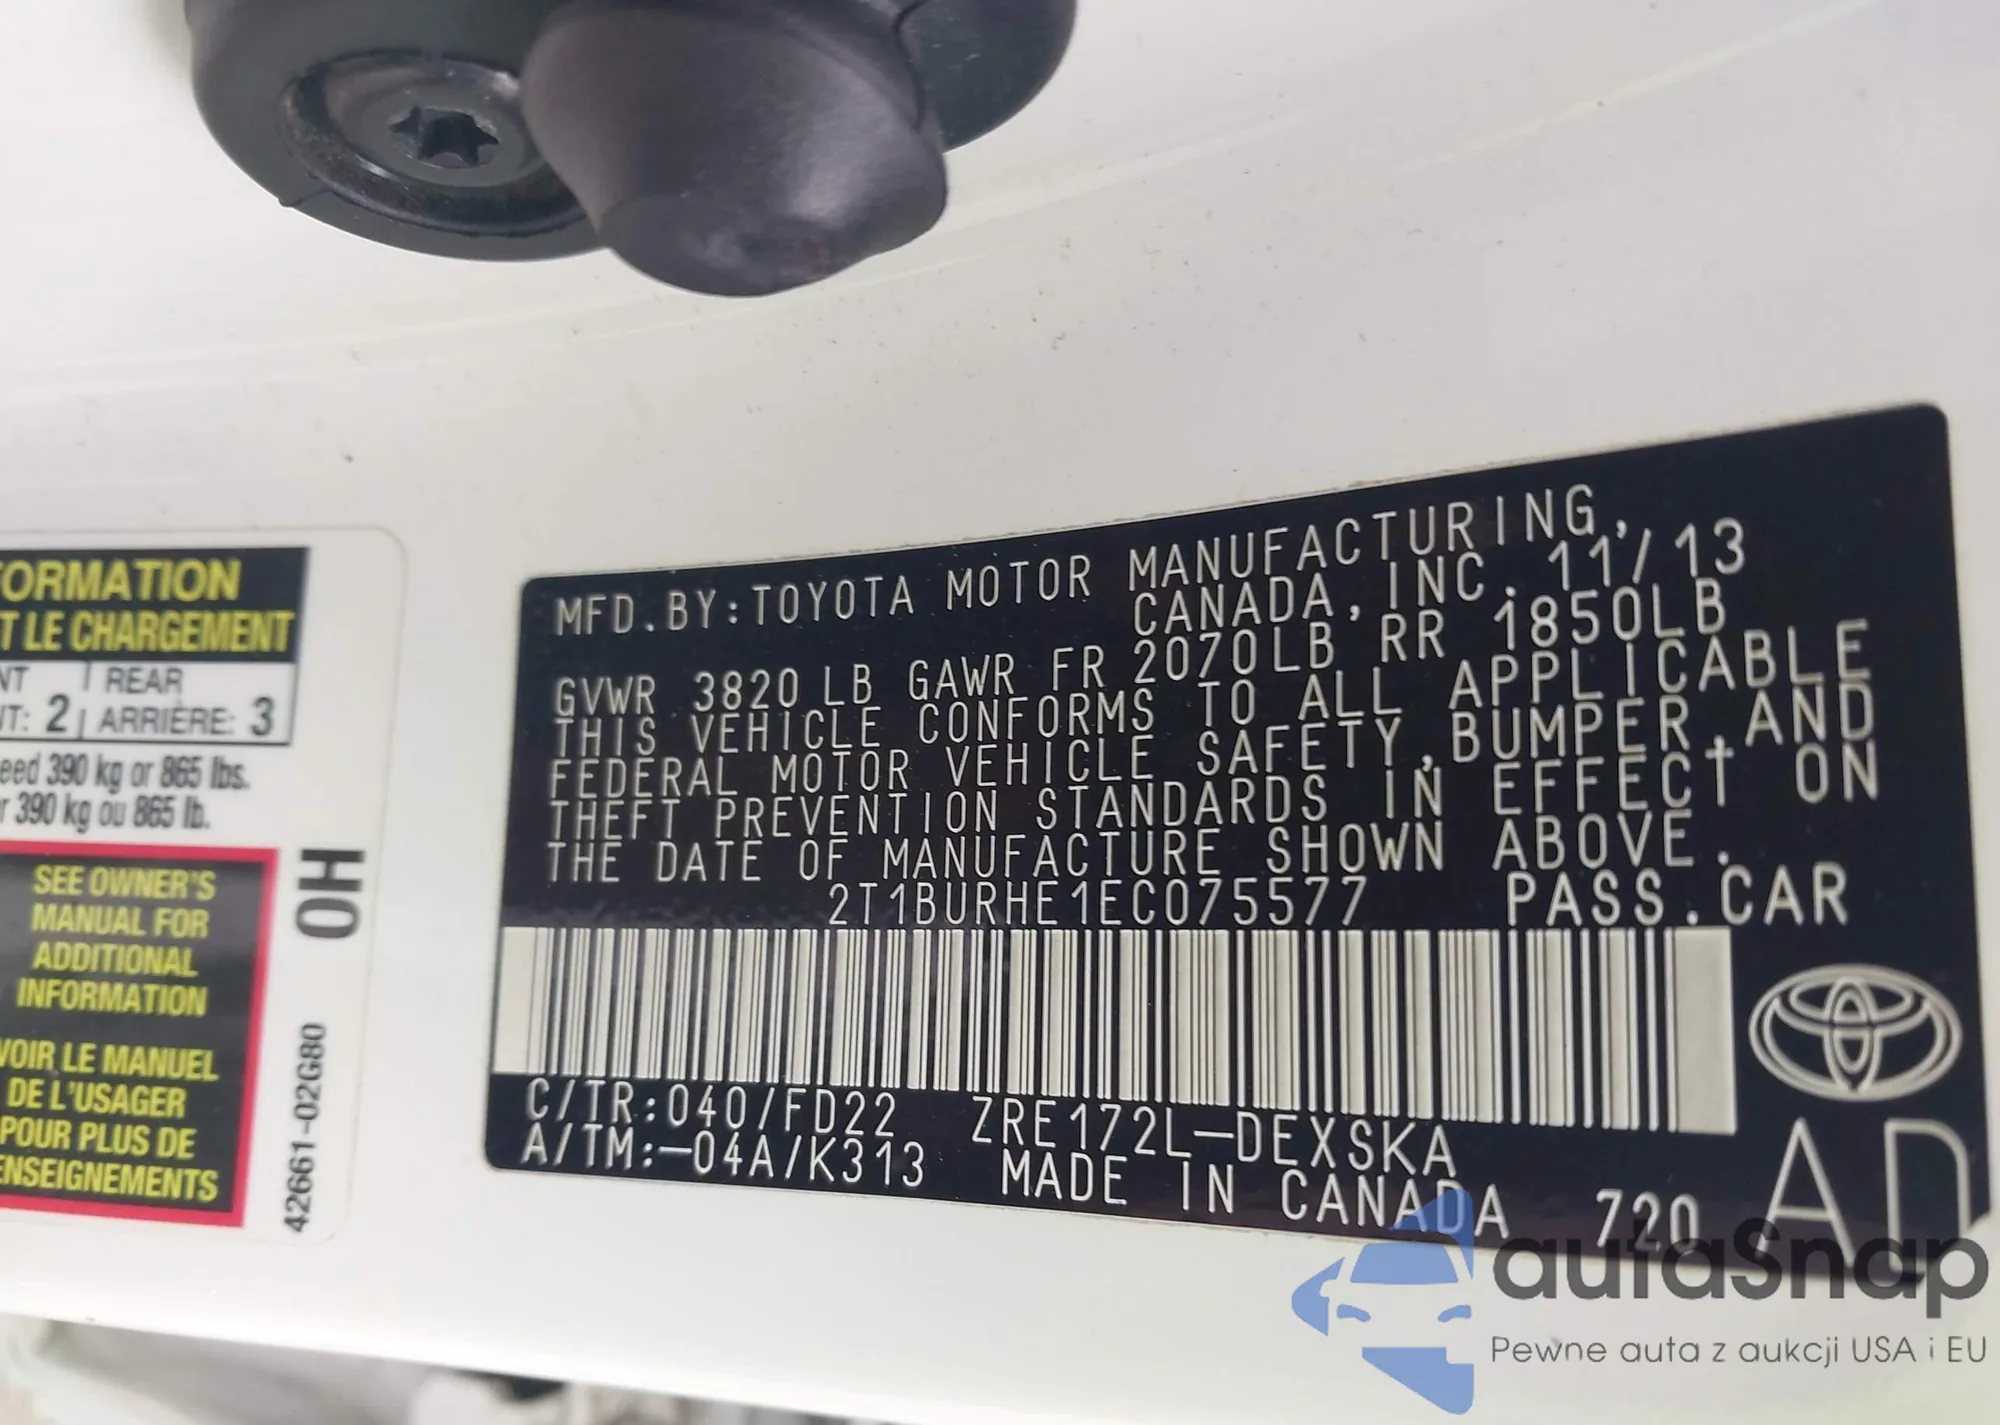 FORMATION
T LE CHARGEMENT
NT | REAR
NT: 2 | ARRIÈRE: 3
eed 390 kg or 865 lbs.
r 390 kg ou 865 lb.
SEE OWNER'S
MANUAL FOR
ADDITIONAL
INFORMATION
VOIR LE MANUEL
DE L'USAGER
POUR PLUS DE
ENSEIGNEMENTS
OH
42661-02G80
MFD.BY:TOYOTA MOTOR MANUFACTURING,
CANADA,INC. 11/13
GVWR 3820LB GAWR FR 2070LB RR 1850LB
THIS VEHICLE CONFORMS TO ALL APPLICABLE
FEDERAL MOTOR VEHICLE SAFETY,BUMPER,AND
THEFT PREVENTION STANDARDS IN EFFECT ON
THE DATE OF MANUFACTURE SHOWN ABOVE.
2T1BURHE1EC075577 PASS.CAR
C/TR:040/FD22 ZRE172L-DEXSKA
A/TM:-04A/K313 MADE IN CANADA 720
AD
autaSnap
Pewne auta z aukcji USA i EU